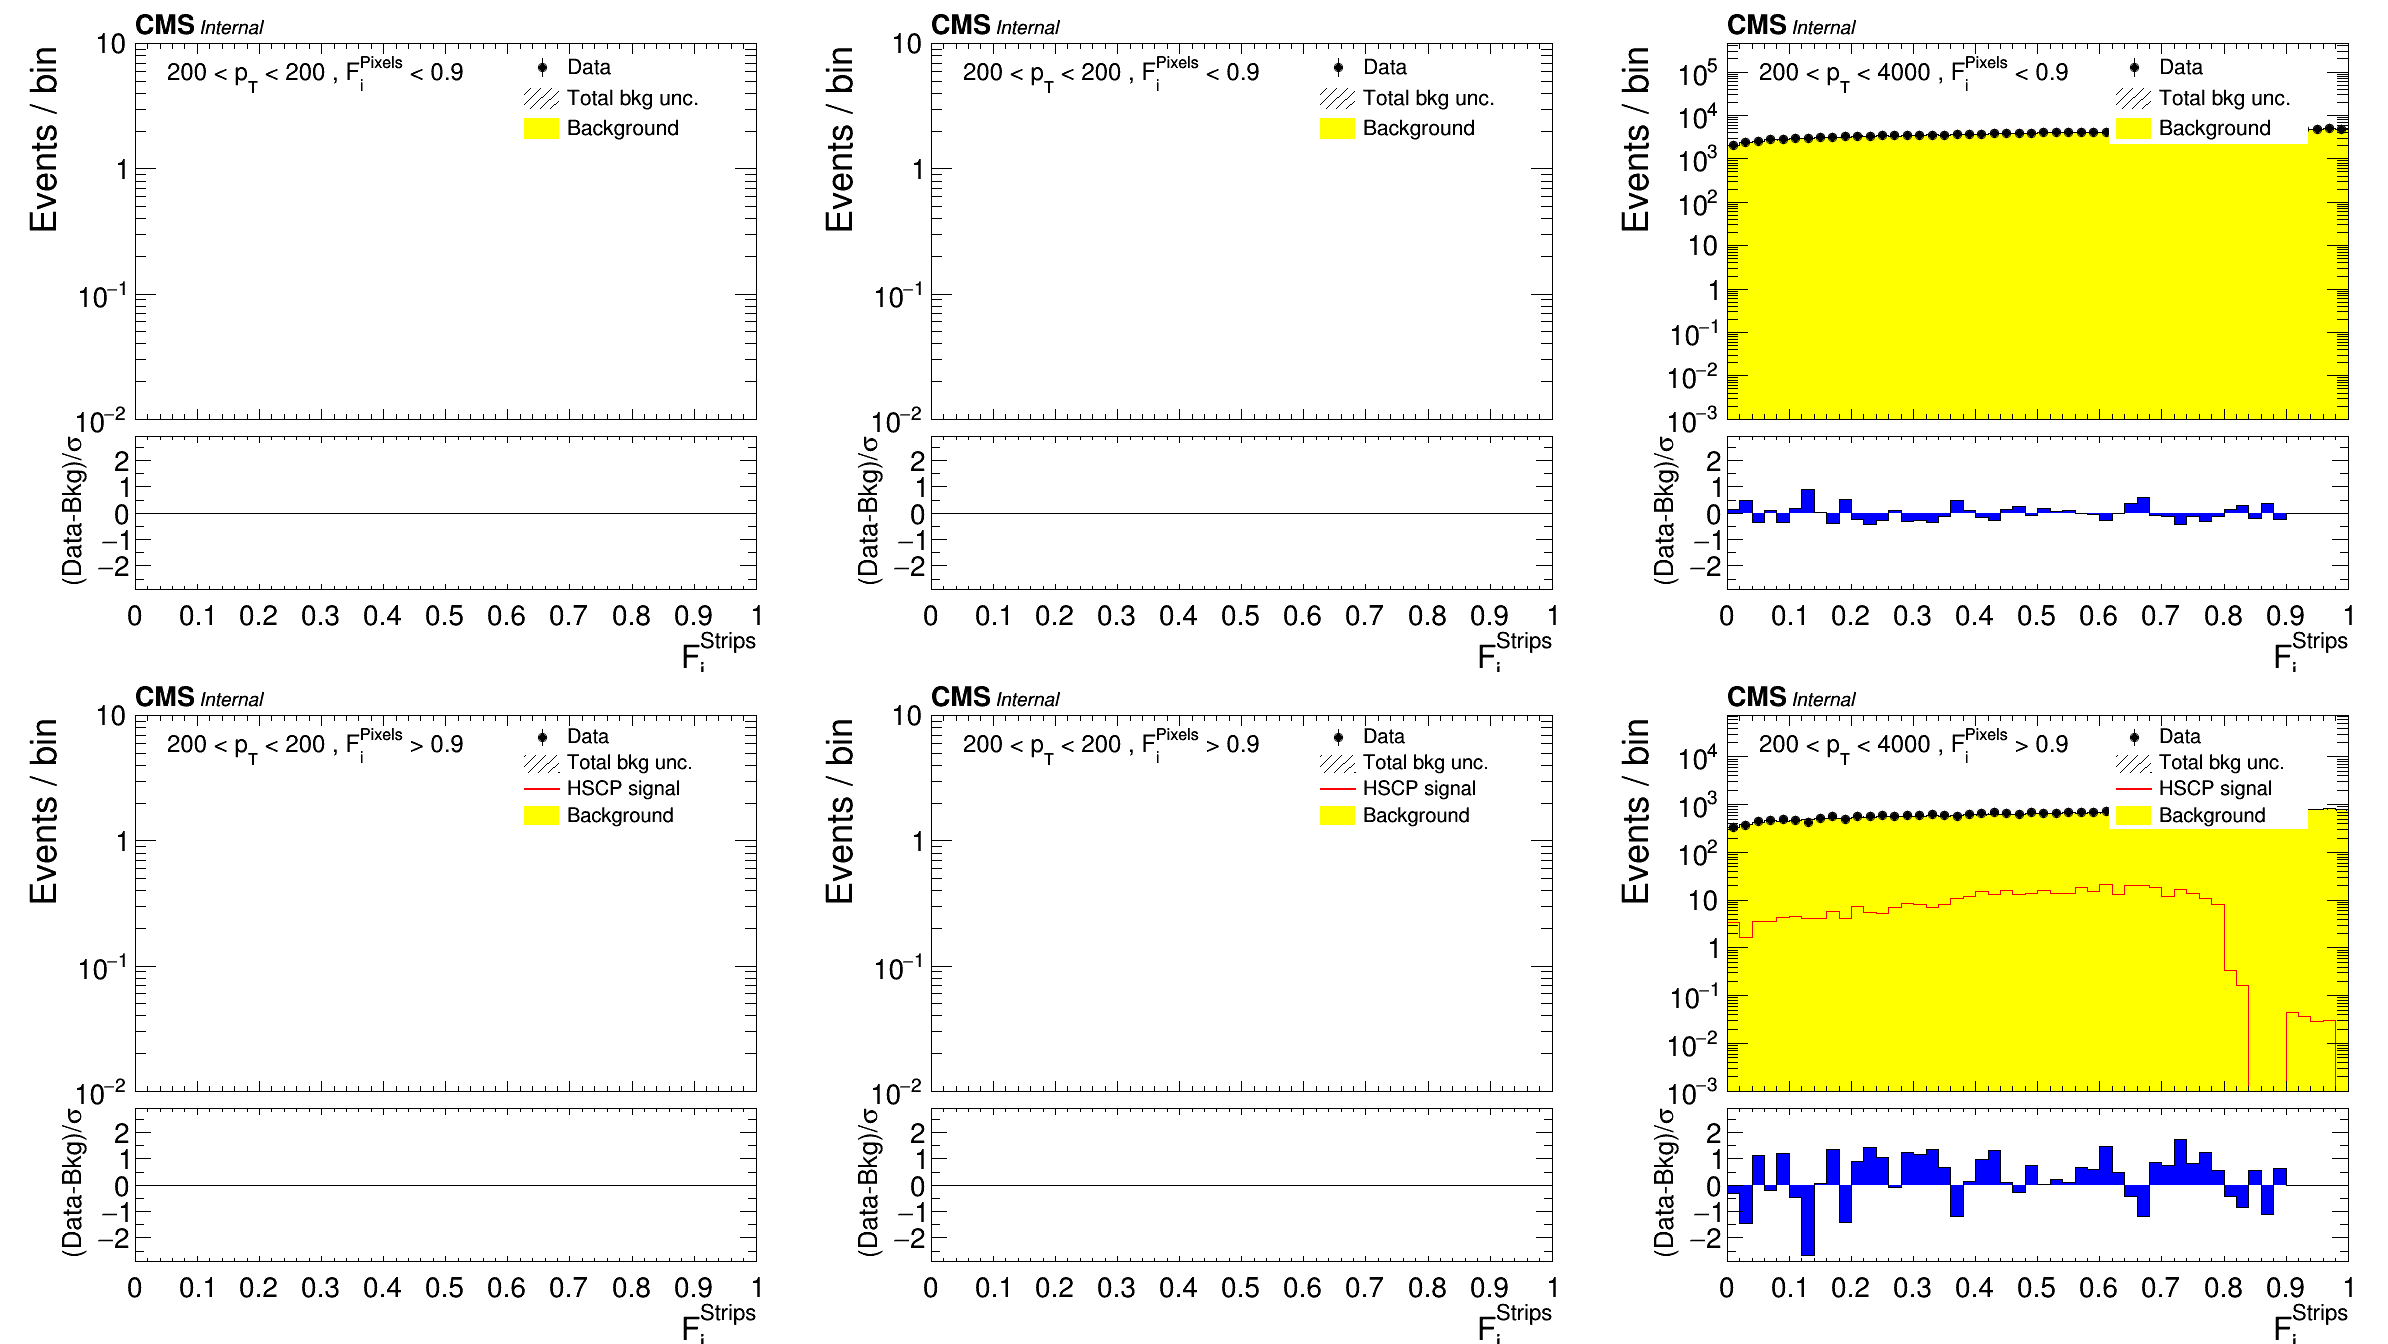 CMS Internal
Events / bin
10
1
10⁻¹
10⁻²
200 < p_T < 200 , F_i^Pixels < 0.9
Data
Total bkg unc.
Background
(Data-Bkg)/σ
2
1
0
−1
−2
0 0.1 0.2 0.3 0.4 0.5 0.6 0.7 0.8 0.9 1
F_i^Strips
CMS Internal
Events / bin
10
1
10⁻¹
10⁻²
200 < p_T < 200 , F_i^Pixels < 0.9
Data
Total bkg unc.
Background
(Data-Bkg)/σ
2
1
0
−1
−2
0 0.1 0.2 0.3 0.4 0.5 0.6 0.7 0.8 0.9 1
F_i^Strips
CMS Internal
Events / bin
10⁵
10⁴
10³
10²
10
1
10⁻¹
10⁻²
10⁻³
200 < p_T < 4000 , F_i^Pixels < 0.9
Data
Total bkg unc.
Background
(Data-Bkg)/σ
2
1
0
−1
−2
0 0.1 0.2 0.3 0.4 0.5 0.6 0.7 0.8 0.9 1
F_i^Strips
CMS Internal
Events / bin
10
1
10⁻¹
10⁻²
200 < p_T < 200 , F_i^Pixels > 0.9
Data
Total bkg unc.
HSCP signal
Background
(Data-Bkg)/σ
2
1
0
−1
−2
0 0.1 0.2 0.3 0.4 0.5 0.6 0.7 0.8 0.9 1
F_i^Strips
CMS Internal
Events / bin
10
1
10⁻¹
10⁻²
200 < p_T < 200 , F_i^Pixels > 0.9
Data
Total bkg unc.
HSCP signal
Background
(Data-Bkg)/σ
2
1
0
−1
−2
0 0.1 0.2 0.3 0.4 0.5 0.6 0.7 0.8 0.9 1
F_i^Strips
CMS Internal
Events / bin
10⁴
10³
10²
10
1
10⁻¹
10⁻²
10⁻³
200 < p_T < 4000 , F_i^Pixels > 0.9
Data
Total bkg unc.
HSCP signal
Background
(Data-Bkg)/σ
2
1
0
−1
−2
0 0.1 0.2 0.3 0.4 0.5 0.6 0.7 0.8 0.9 1
F_i^Strips